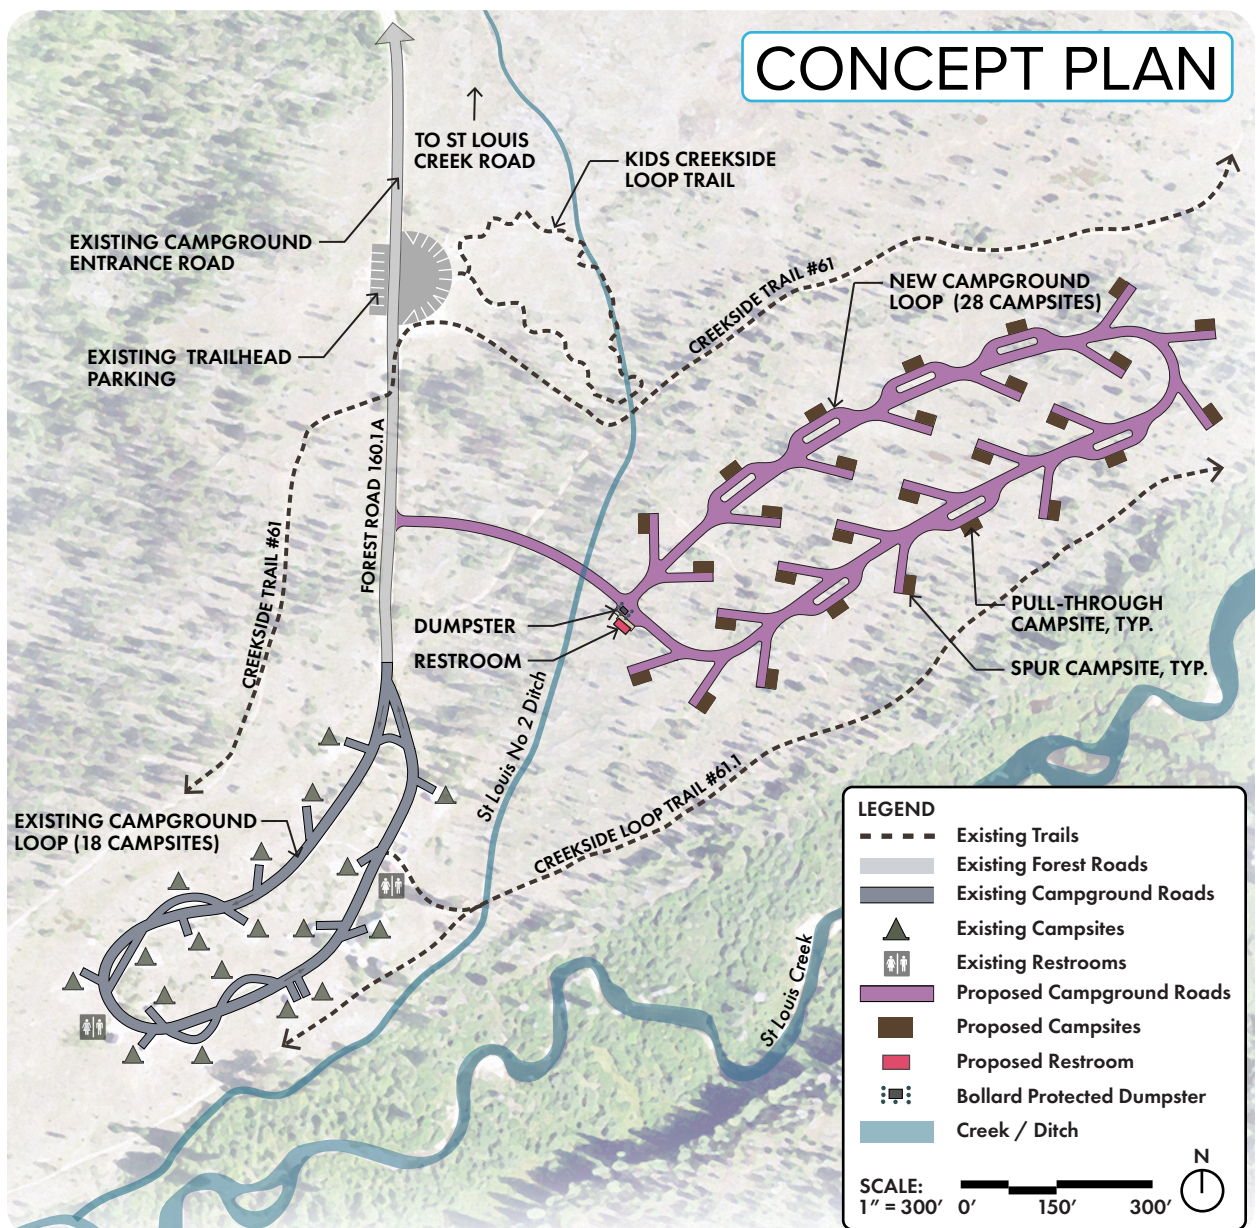 CONCEPT PLAN
TO ST LOUIS
CREEK ROAD
KIDS CREEKSIDE
LOOP TRAIL
EXISTING CAMPGROUND
ENTRANCE ROAD
CREEKSIDE TRAIL #61
NEW CAMPGROUND
LOOP (28 CAMPSITES)
EXISTING TRAILHEAD
PARKING
FOREST ROAD 160.1A
CREEKSIDE TRAIL #61
DUMPSTER
RESTROOM
PULL-THROUGH
CAMPSITE, TYP.
SPUR CAMPSITE, TYP.
St Louis No 2 Ditch
CREEKSIDE LOOP TRAIL #61.1
EXISTING CAMPGROUND
LOOP (18 CAMPSITES)
St Louis Creek
LEGEND
Existing Trails
Existing Forest Roads
Existing Campground Roads
Existing Campsites
Existing Restrooms
Proposed Campground Roads
Proposed Campsites
Proposed Restroom
Bollard Protected Dumpster
Creek / Ditch
N
SCALE:
1" = 300' 0' 150' 300'